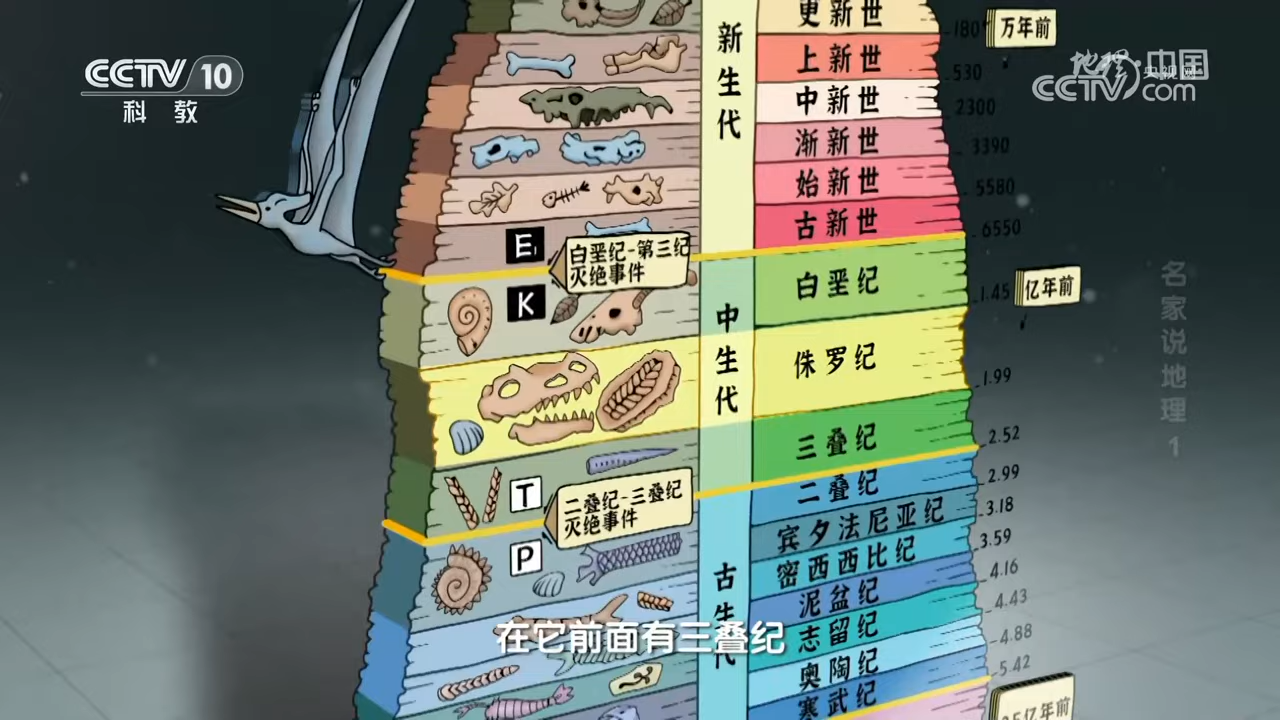 CCTV 10
科教
地理·中国
央视网
CCTV com
名家说地理 1
新生代
更新世
上新世
中新世
渐新世
始新世
古新世
180
万年前
530
2300
3390
5580
6550
E
白垩纪-第三纪
灭绝事件
K
中生代
白垩纪
侏罗纪
三叠纪
1.45
亿年前
1.99
2.52
T
二叠纪-三叠纪
灭绝事件
P
古生代
二叠纪
宾夕法尼亚纪
密西西比纪
泥盆纪
志留纪
奥陶纪
寒武纪
2.99
3.18
3.59
4.16
4.43
4.88
5.42
在它前面有三叠纪